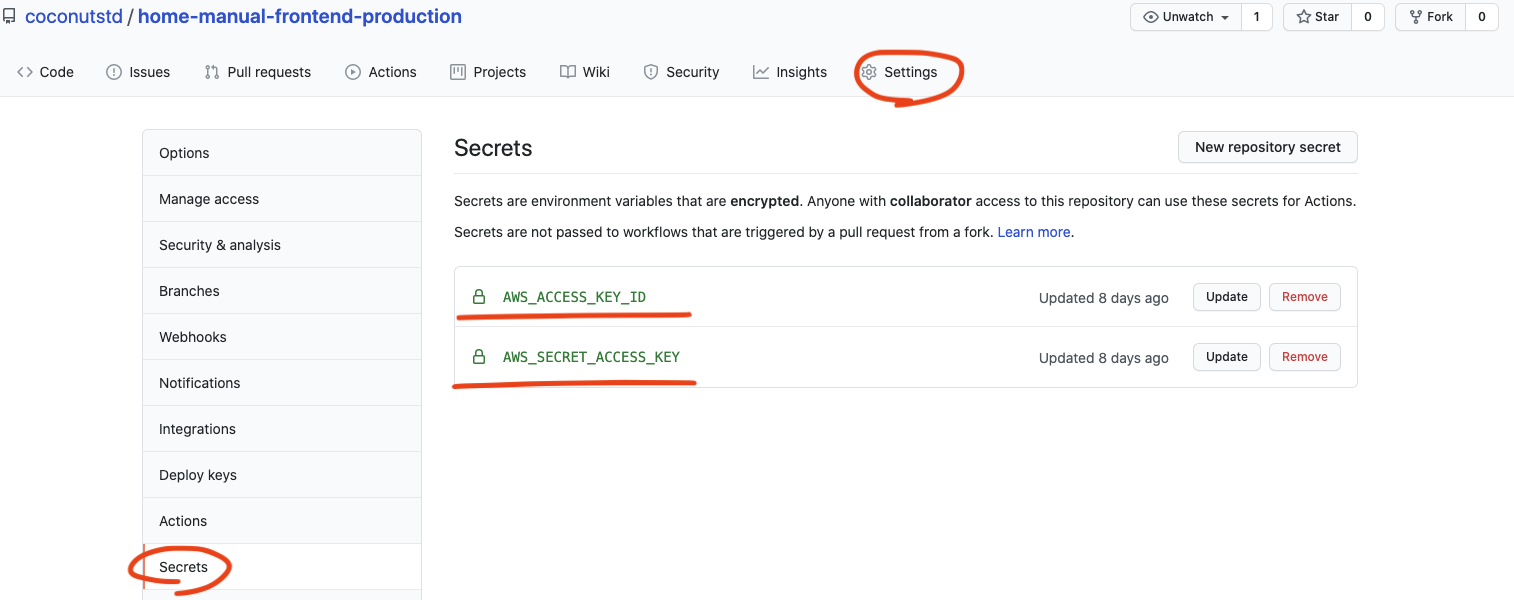 coconutstd / home-manual-frontend-production
Unwatch 1 Star 0 Fork 0
Code Issues Pull requests Actions Projects Wiki Security Insights Settings
Options
Manage access
Security & analysis
Branches
Webhooks
Notifications
Integrations
Deploy keys
Actions
Secrets
Secrets
New repository secret
Secrets are environment variables that are encrypted. Anyone with collaborator access to this repository can use these secrets for Actions.
Secrets are not passed to workflows that are triggered by a pull request from a fork. Learn more.
AWS_ACCESS_KEY_ID Updated 8 days ago Update Remove
AWS_SECRET_ACCESS_KEY Updated 8 days ago Update Remove